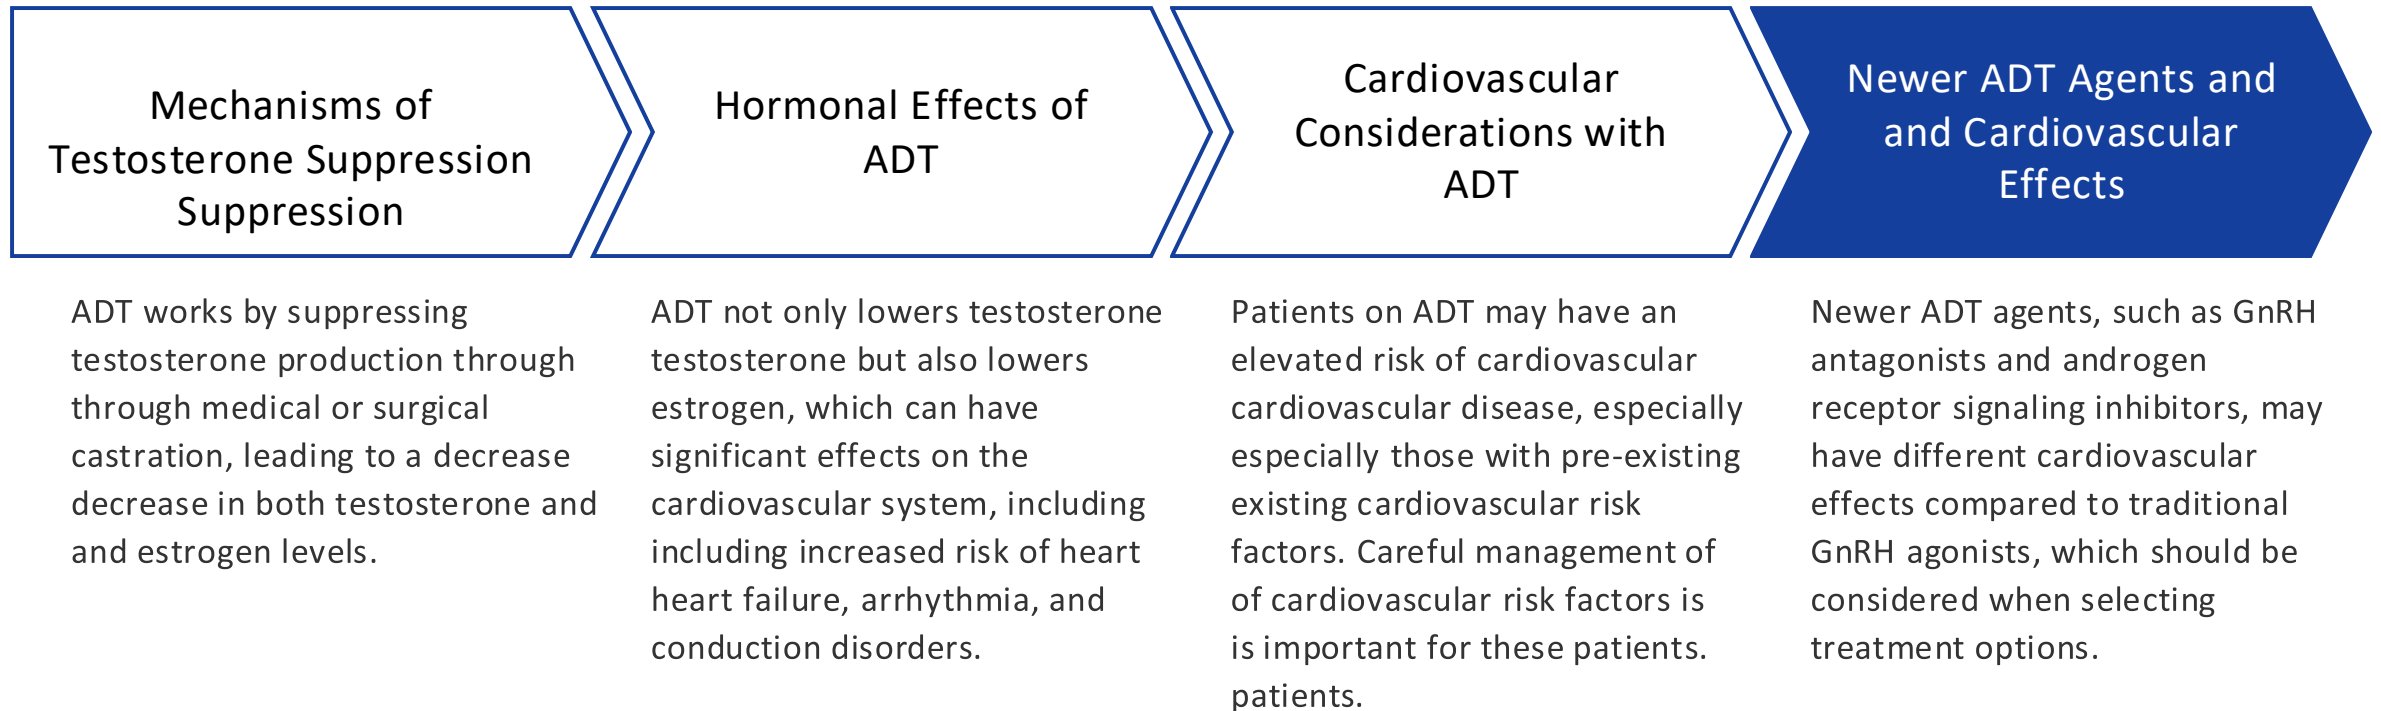 Mechanisms of
Testosterone Suppression
Suppression
Hormonal Effects of
ADT
Cardiovascular
Considerations with
ADT
Newer ADT Agents and
and Cardiovascular
Effects
ADT works by suppressing
testosterone production through
through medical or surgical
castration, leading to a decrease
decrease in both testosterone and
and estrogen levels.
ADT not only lowers testosterone
testosterone but also lowers
estrogen, which can have
significant effects on the
cardiovascular system, including
including increased risk of heart
heart failure, arrhythmia, and
conduction disorders.
Patients on ADT may have an
elevated risk of cardiovascular
cardiovascular disease, especially
especially those with pre-existing
existing cardiovascular risk
factors. Careful management of
of cardiovascular risk factors is
is important for these patients.
patients.
Newer ADT agents, such as GnRH
antagonists and androgen
receptor signaling inhibitors, may
have different cardiovascular
effects compared to traditional
GnRH agonists, which should be
considered when selecting
treatment options.